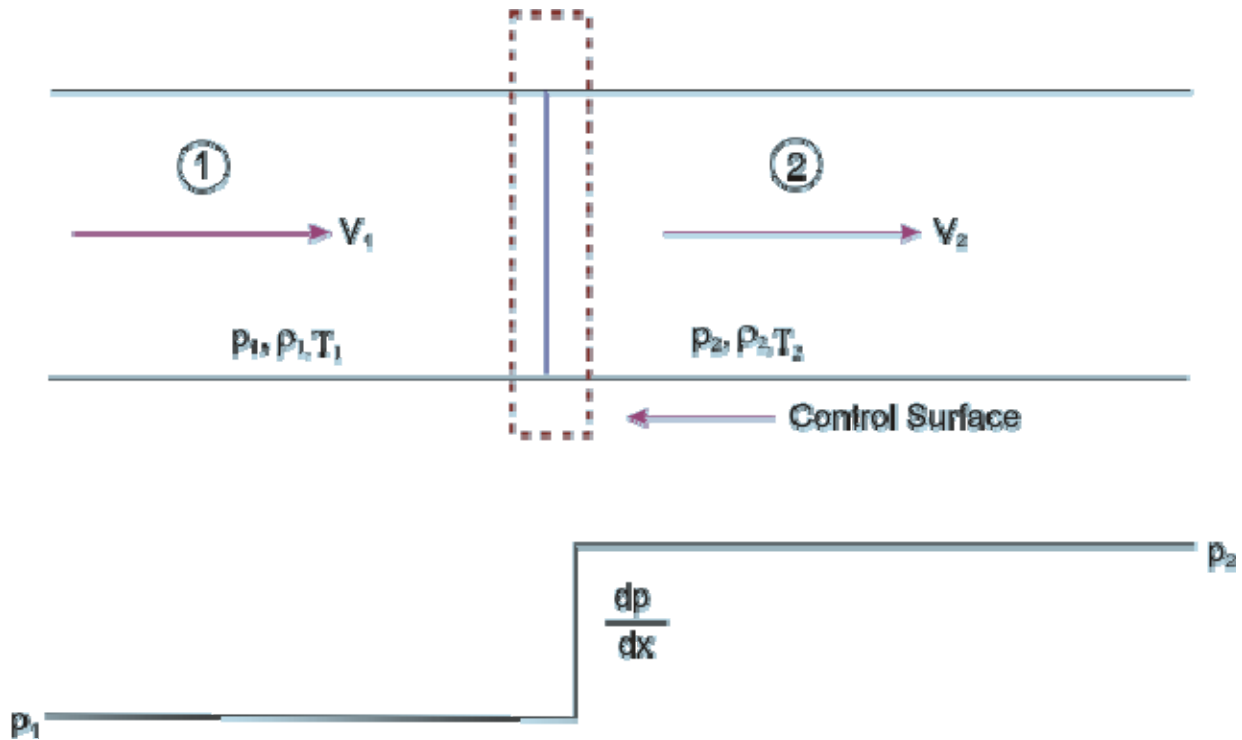 1
2
V₁
V₂
p₁, ρ₁, T₁
p₂, ρ₂, T₂
Control Surface
p₂
dp
dx
p₁